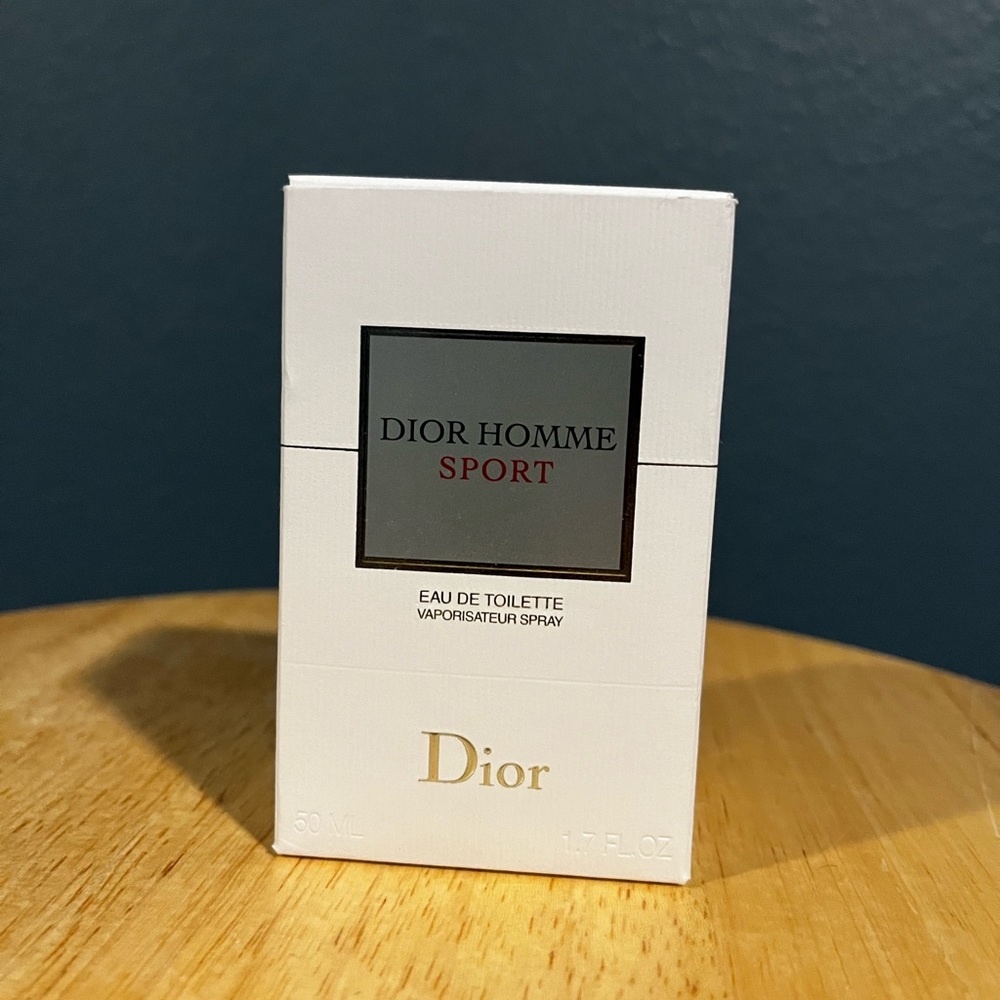 DIOR HOMME
SPORT
EAU DE TOILETTE
VAPORISATEUR SPRAY
Dior
50 ML
1.7 FL.OZ